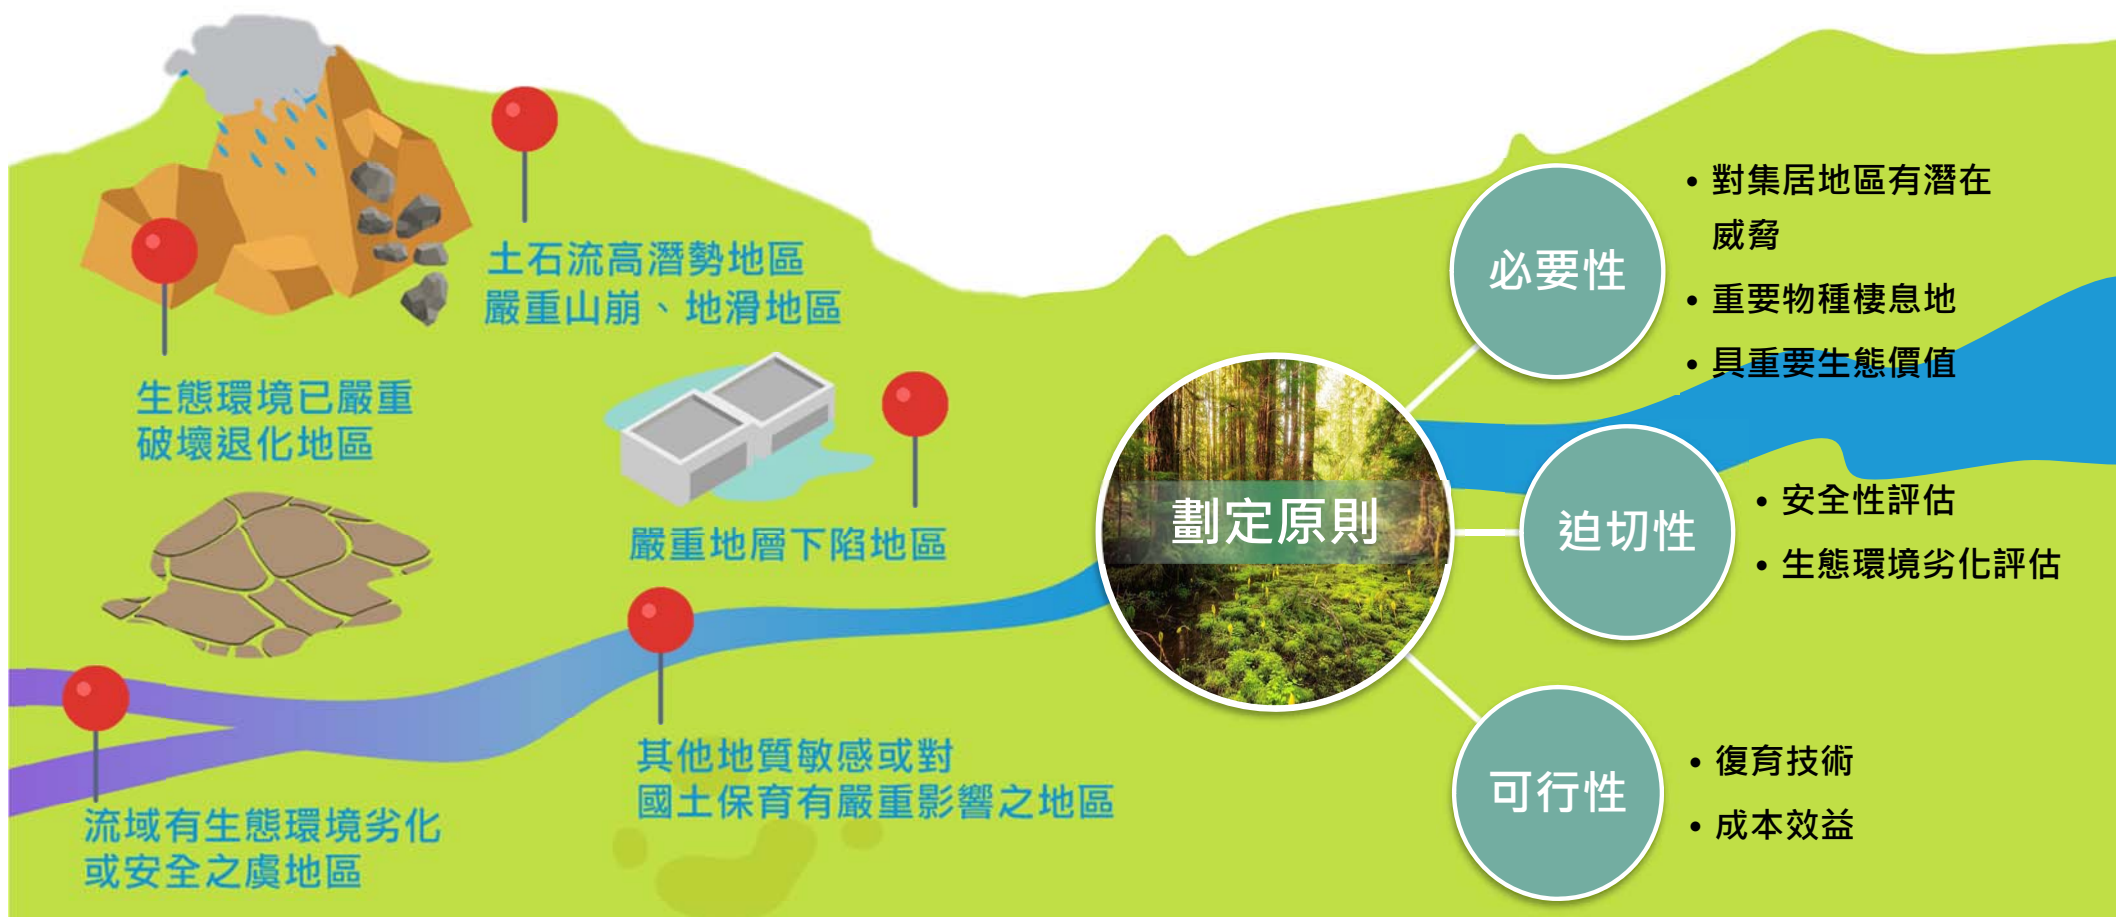 土石流高潛勢地區
嚴重山崩、地滑地區
生態環境已嚴重
破壞退化地區
嚴重地層下陷地區
其他地質敏感或對
國土保育有嚴重影響之地區
流域有生態環境劣化
或安全之虞地區
劃定原則
必要性
• 對集居地區有潛在
威脅
• 重要物種棲息地
• 具重要生態價值
迫切性
• 安全性評估
• 生態環境劣化評估
可行性
• 復育技術
• 成本效益